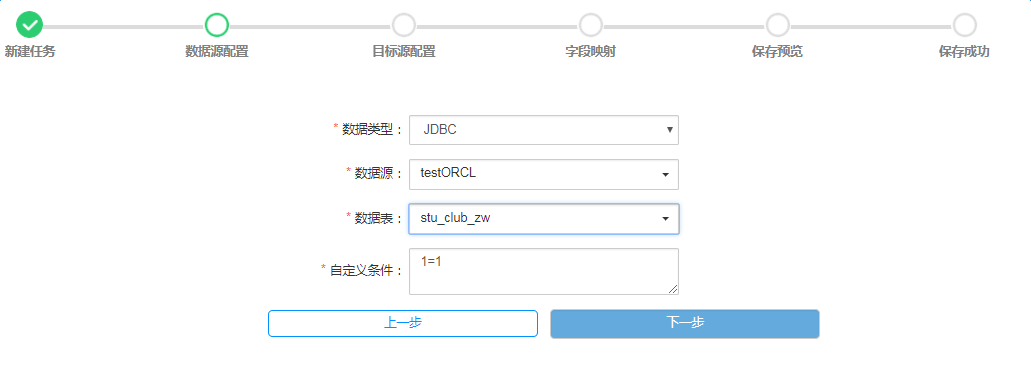 新建任务 数据源配置 目标源配置 字段映射 保存预览 保存成功
* 数据类型： JDBC
* 数据源： testORCL
* 数据表： stu_club_zw
* 自定义条件： 1=1
上一步 下一步